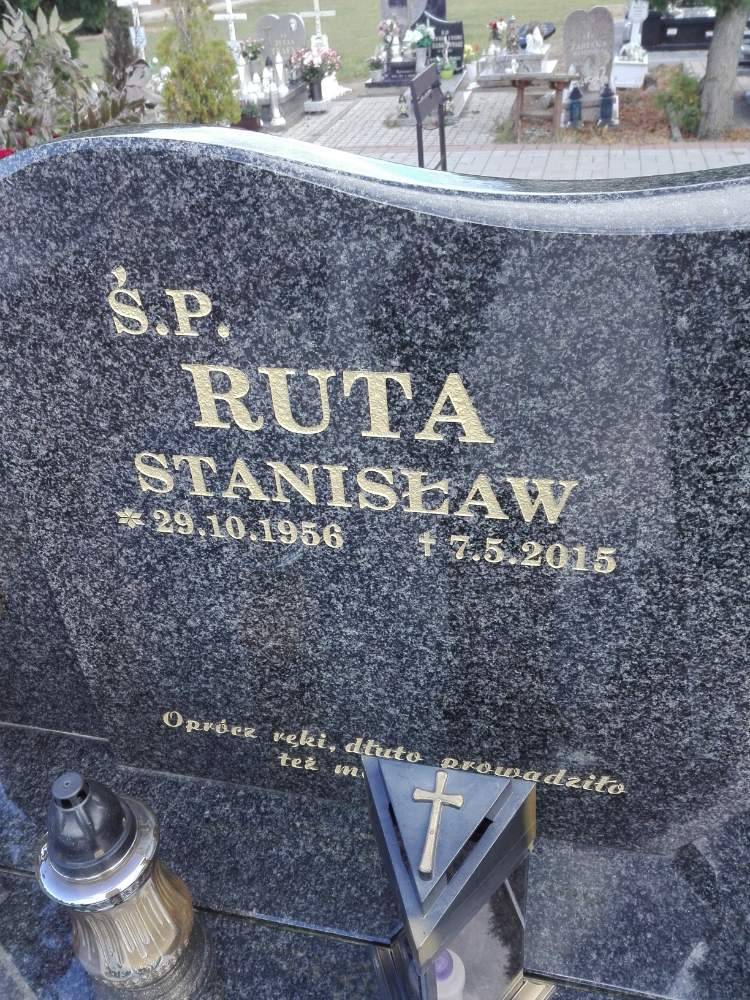 Ś.P.
RUTA
STANISŁAW
* 29.10.1956 † 7.5.2015
Oprócz ręki, dłuto prowadziło
też